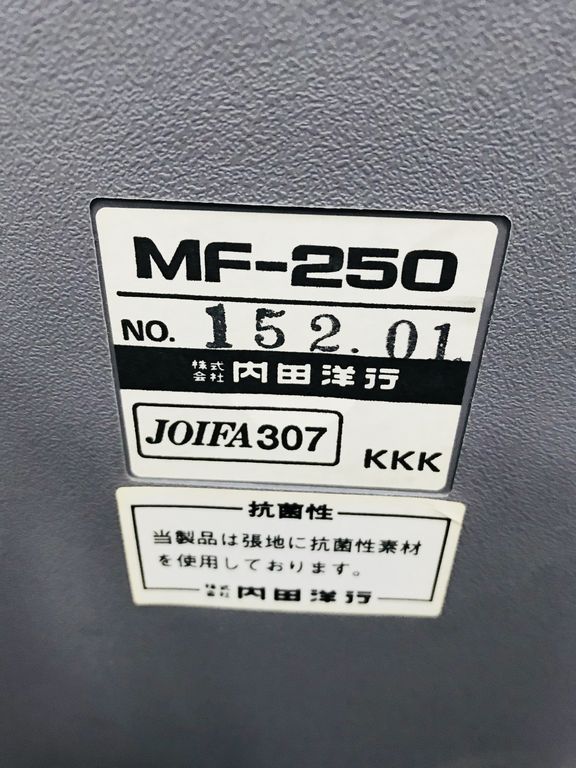 MF-250
NO. 152.01
株式会社 内田洋行
JOIFA307 KKK
抗菌性
当製品は張地に抗菌性素材
を使用しております。
株式会社 内田洋行